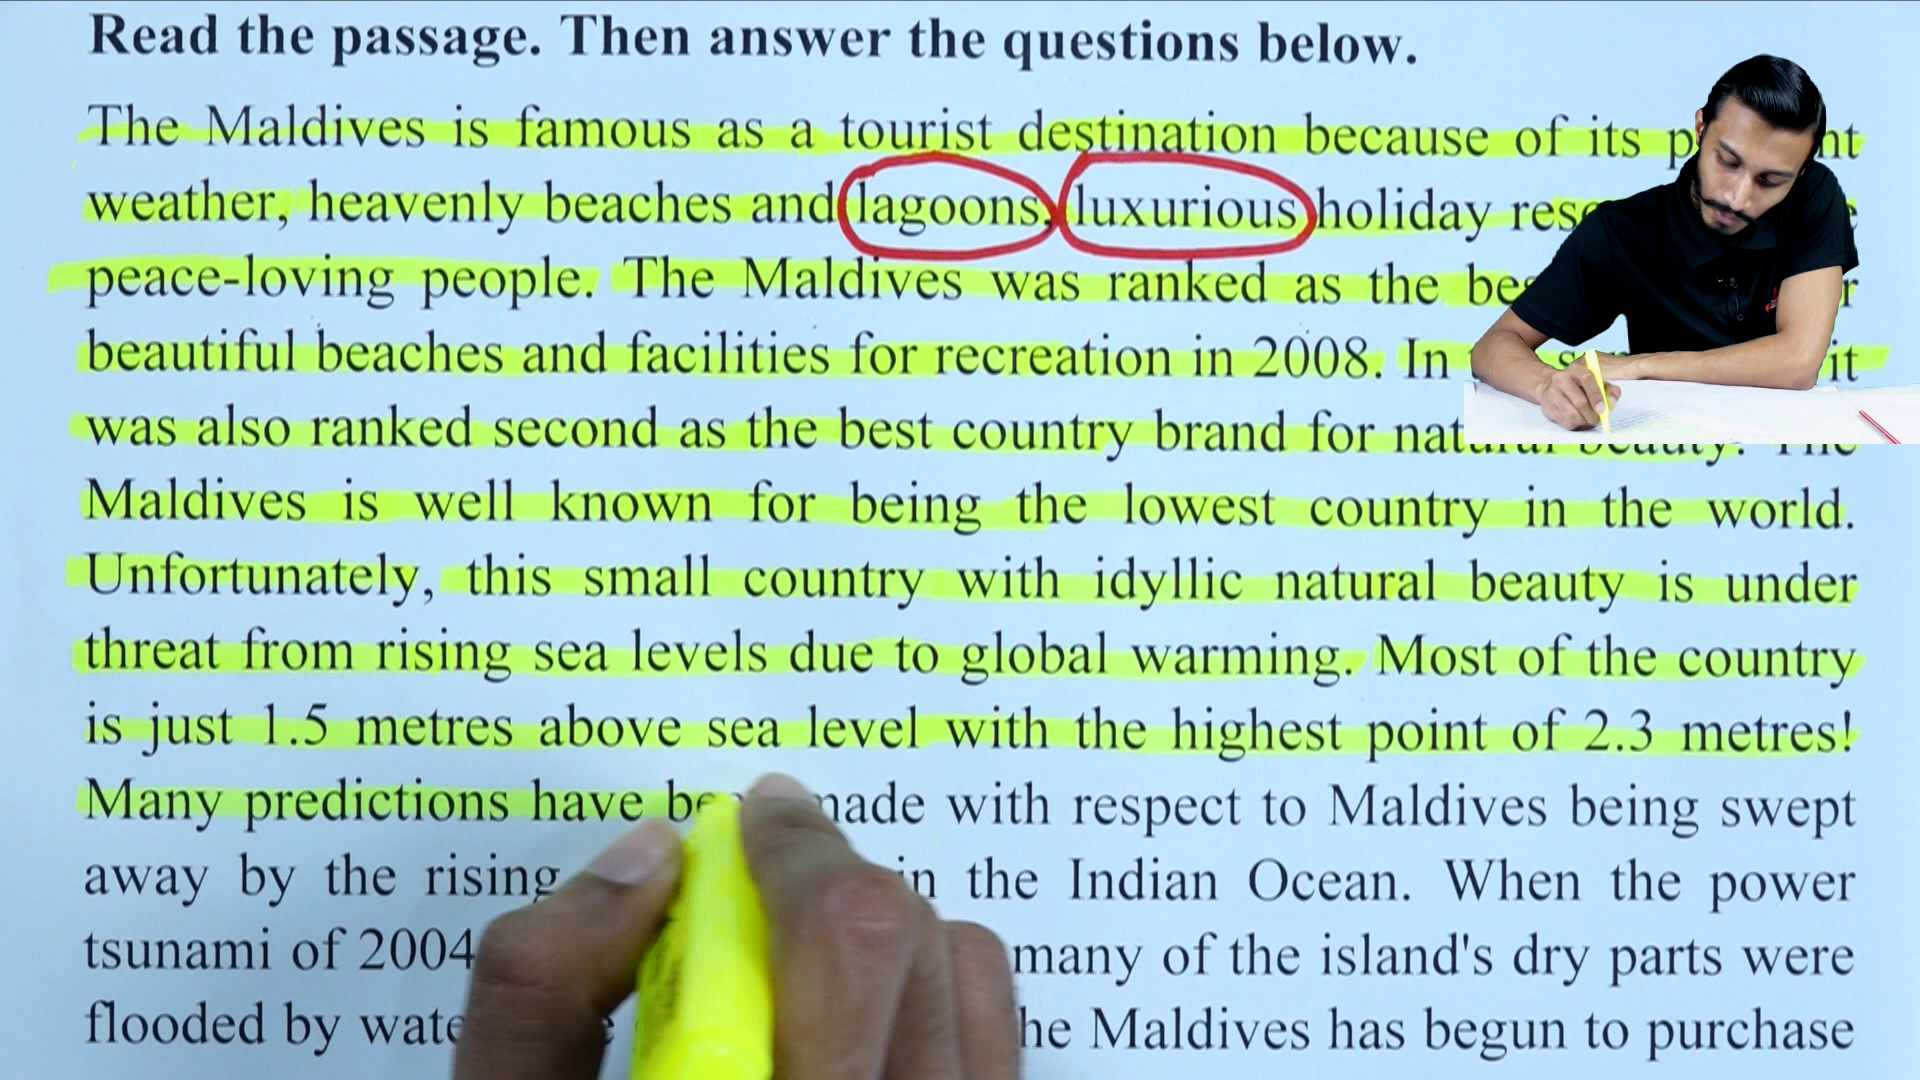 Read the passage. Then answer the questions below.
The Maldives is famous as a tourist destination because of its
weather, heavenly beaches and lagoons, luxurious holiday
peace-loving people. The Maldives was ranked as the
beautiful beaches and facilities for recreation in 2008. In it
was also ranked second as the best country brand for natural beauty. The
Maldives is well known for being the lowest country in the world.
Unfortunately, this small country with idyllic natural beauty is under
threat from rising sea levels due to global warming. Most of the country
is just 1.5 metres above sea level with the highest point of 2.3 metres!
Many predictions have made with respect to Maldives being swept
away by the rising in the Indian Ocean. When the power
tsunami of 2004 many of the island's dry parts were
flooded by Maldives has begun to purchase